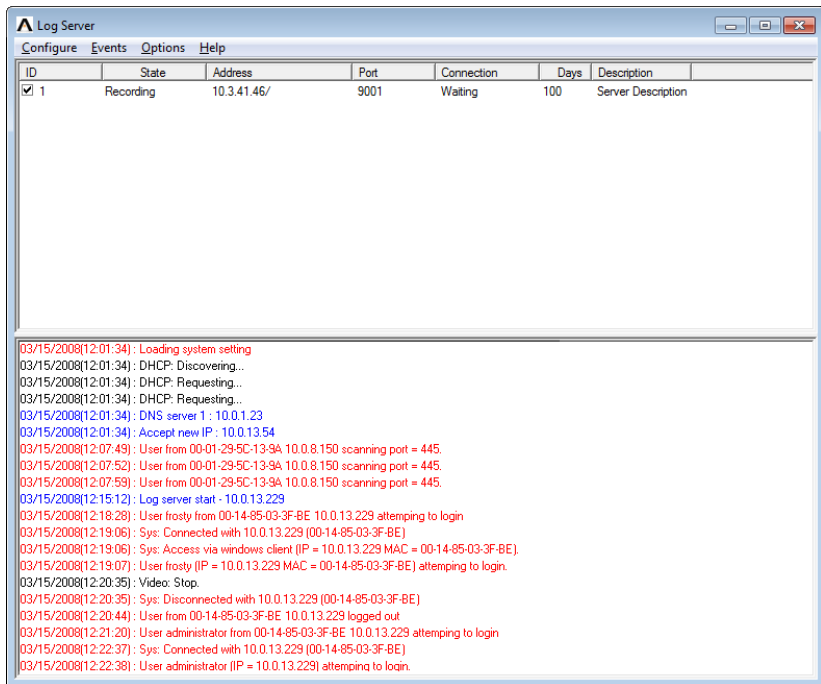 Log Server
Configure Events Options Help
ID State Address Port Connection Days Description
1 Recording 10.3.41.46/ 9001 Waiting 100 Server Description
03/15/2008(12:01:34) : Loading system setting
03/15/2008(12:01:34) : DHCP: Discovering...
03/15/2008(12:01:34) : DHCP: Requesting...
03/15/2008(12:01:34) : DHCP: Requesting...
03/15/2008(12:01:34) : DNS server 1 : 10.0.1.23
03/15/2008(12:01:34) : Accept new IP : 10.0.13.54
03/15/2008(12:07:49) : User from 00-01-29-5C-13-9A 10.0.8.150 scanning port = 445.
03/15/2008(12:07:52) : User from 00-01-29-5C-13-9A 10.0.8.150 scanning port = 445.
03/15/2008(12:07:59) : User from 00-01-29-5C-13-9A 10.0.8.150 scanning port = 445.
03/15/2008(12:15:12) : Log server start - 10.0.13.229
03/15/2008(12:18:28) : User frosty from 00-14-85-03-3F-BE 10.0.13.229 attemping to login
03/15/2008(12:19:06) : Sys: Connected with 10.0.13.229 (00-14-85-03-3F-BE)
03/15/2008(12:19:06) : Sys: Access via windows client (IP = 10.0.13.229 MAC = 00-14-85-03-3F-BE).
03/15/2008(12:19:07) : User frosty (IP = 10.0.13.229 MAC = 00-14-85-03-3F-BE) attemping to login.
03/15/2008(12:20:35) : Video: Stop.
03/15/2008(12:20:35) : Sys: Disconnected with 10.0.13.229 (00-14-85-03-3F-BE)
03/15/2008(12:20:44) : User from 00-14-85-03-3F-BE 10.0.13.229 logged out
03/15/2008(12:21:20) : User administrator from 00-14-85-03-3F-BE 10.0.13.229 attemping to login
03/15/2008(12:22:37) : Sys: Connected with 10.0.13.229 (00-14-85-03-3F-BE)
03/15/2008(12:22:38) : User administrator (IP = 10.0.13.229) attemping to login.